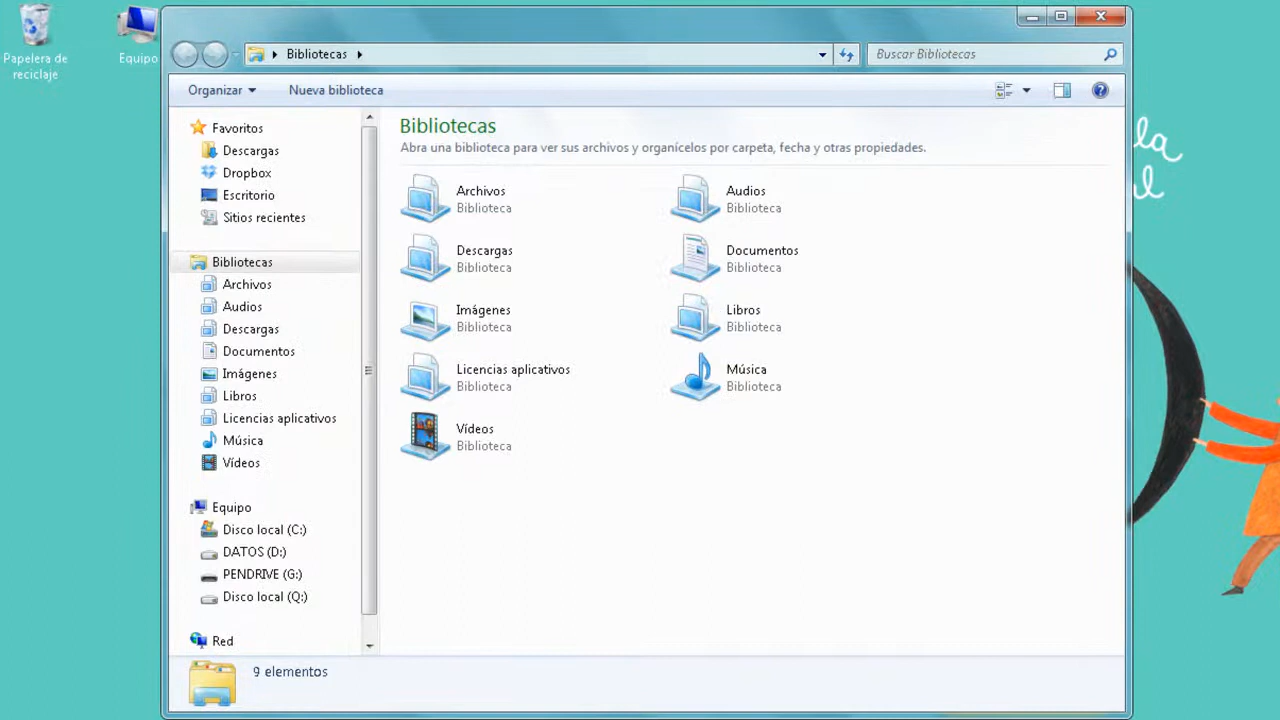 Papelera de
reciclaje
Equipo
Bibliotecas
Buscar Bibliotecas
Organizar
Nueva biblioteca
Favoritos
Descargas
Dropbox
Escritorio
Sitios recientes
Bibliotecas
Archivos
Audios
Descargas
Documentos
Imágenes
Libros
Licencias aplicativos
Música
Vídeos
Equipo
Disco local (C:)
DATOS (D:)
PENDRIVE (G:)
Disco local (Q:)
Red
Bibliotecas
Abra una biblioteca para ver sus archivos y organícelos por carpeta, fecha y otras propiedades.
Archivos
Biblioteca
Audios
Biblioteca
Descargas
Biblioteca
Documentos
Biblioteca
Imágenes
Biblioteca
Libros
Biblioteca
Licencias aplicativos
Biblioteca
Música
Biblioteca
Vídeos
Biblioteca
9 elementos
la